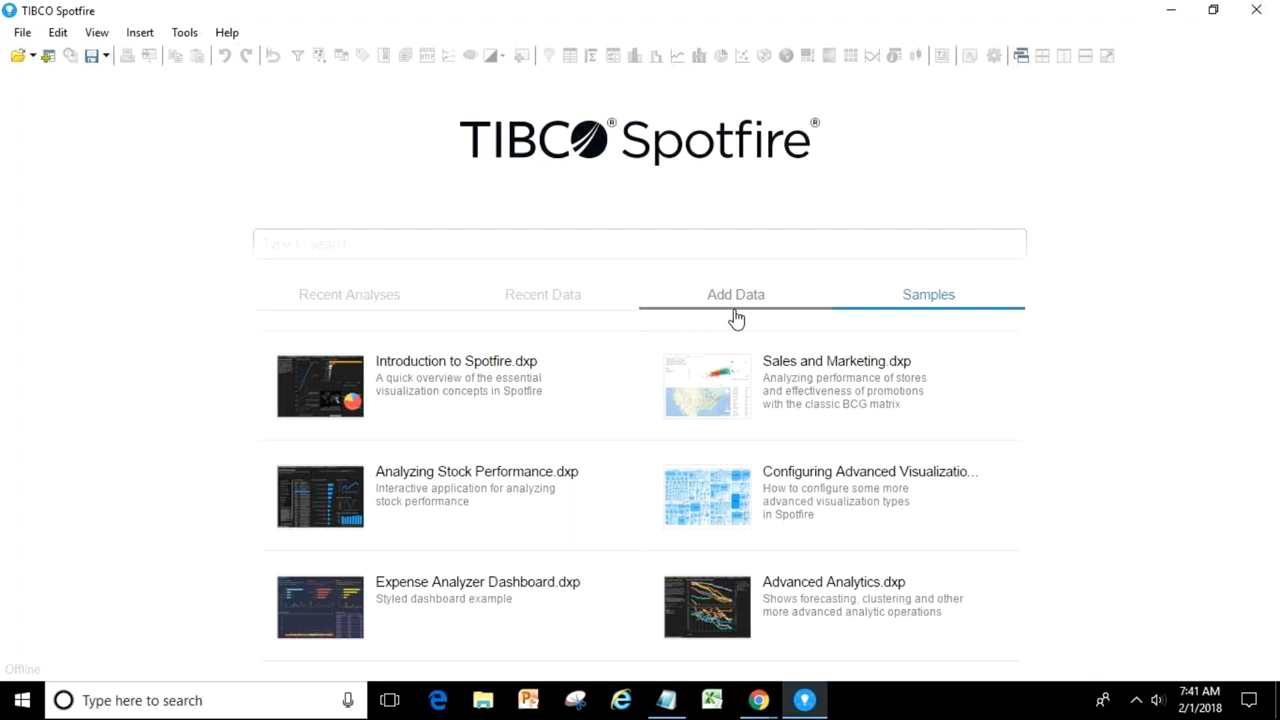 TIBCO Spotfire
File Edit View Insert Tools Help
TIBCO® Spotfire®
Type to search
Recent Analyses Recent Data Add Data Samples
Introduction to Spotfire.dxp
A quick overview of the essential
visualization concepts in Spotfire
Sales and Marketing.dxp
Analyzing performance of stores
and effectiveness of promotions
with the classic BCG matrix
Analyzing Stock Performance.dxp
Interactive application for analyzing
stock performance
Configuring Advanced Visualizatio...
How to configure some more
advanced visualization types
in Spotfire
Expense Analyzer Dashboard.dxp
Styled dashboard example
Advanced Analytics.dxp
Shows forecasting, clustering and other
more advanced analytic operations
Offline
Type here to search
7:41 AM
2/1/2018